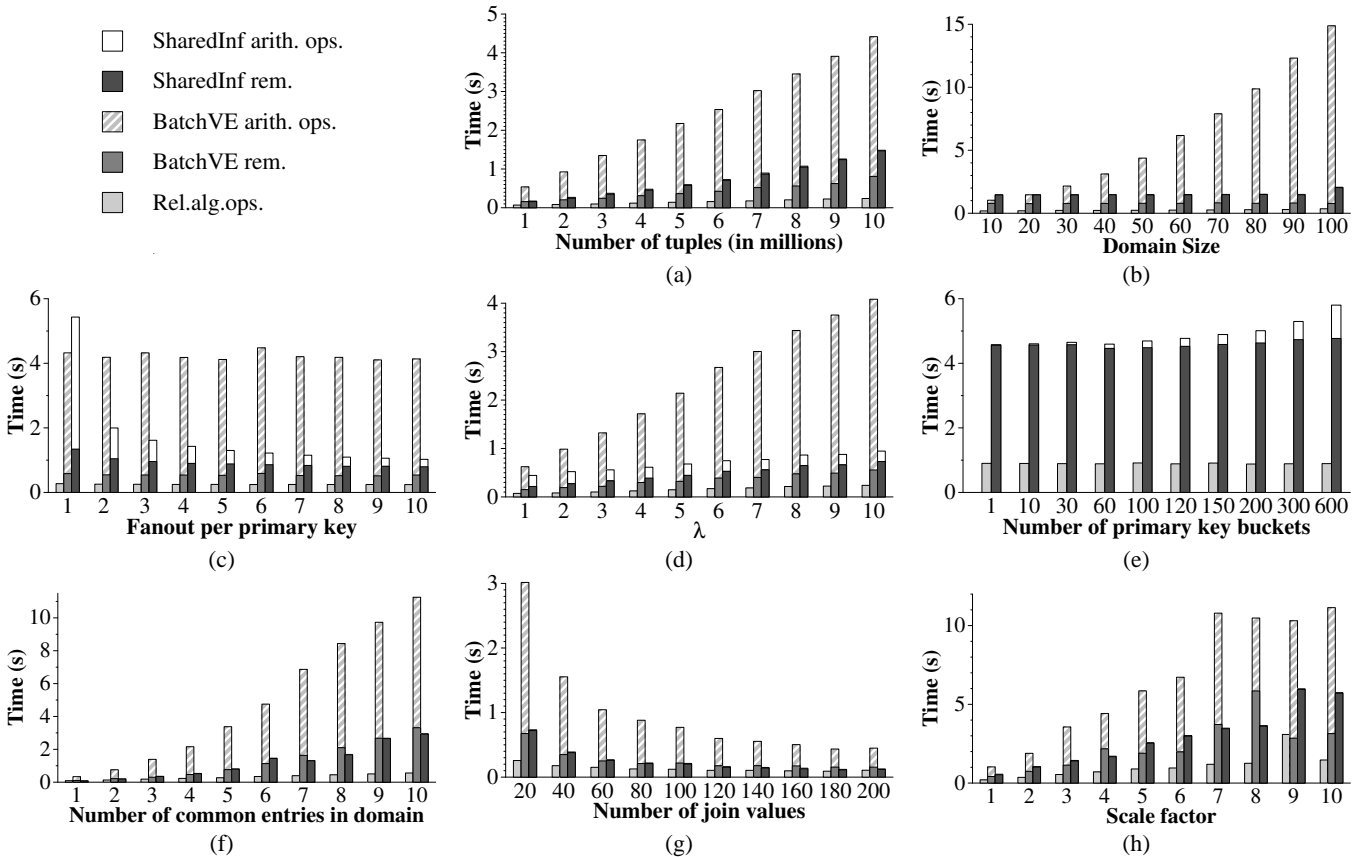 SharedInf arith. ops.
SharedInf rem.
BatchVE arith. ops.
BatchVE rem.
Rel.alg.ops.
5
4
3
2
1
0
Time (s)
1 2 3 4 5 6 7 8 9 10
Number of tuples (in millions)
(a)
15
10
5
0
Time (s)
10 20 30 40 50 60 70 80 90 100
Domain Size
(b)
6
4
2
0
Time (s)
1 2 3 4 5 6 7 8 9 10
Fanout per primary key
(c)
4
3
2
1
0
Time (s)
1 2 3 4 5 6 7 8 9 10
λ
(d)
6
4
2
0
Time (s)
1 10 30 60 100 120 150 200 300 600
Number of primary key buckets
(e)
10
8
6
4
2
0
Time (s)
1 2 3 4 5 6 7 8 9 10
Number of common entries in domain
(f)
3
2
1
0
Time (s)
20 40 60 80 100 120 140 160 180 200
Number of join values
(g)
10
5
0
Time (s)
1 2 3 4 5 6 7 8 9 10
Scale factor
(h)